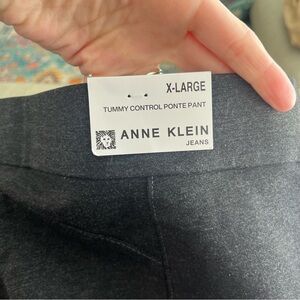 X-LARGE
TUMMY CONTROL PONTE PANT
ANNE KLEIN
JEANS